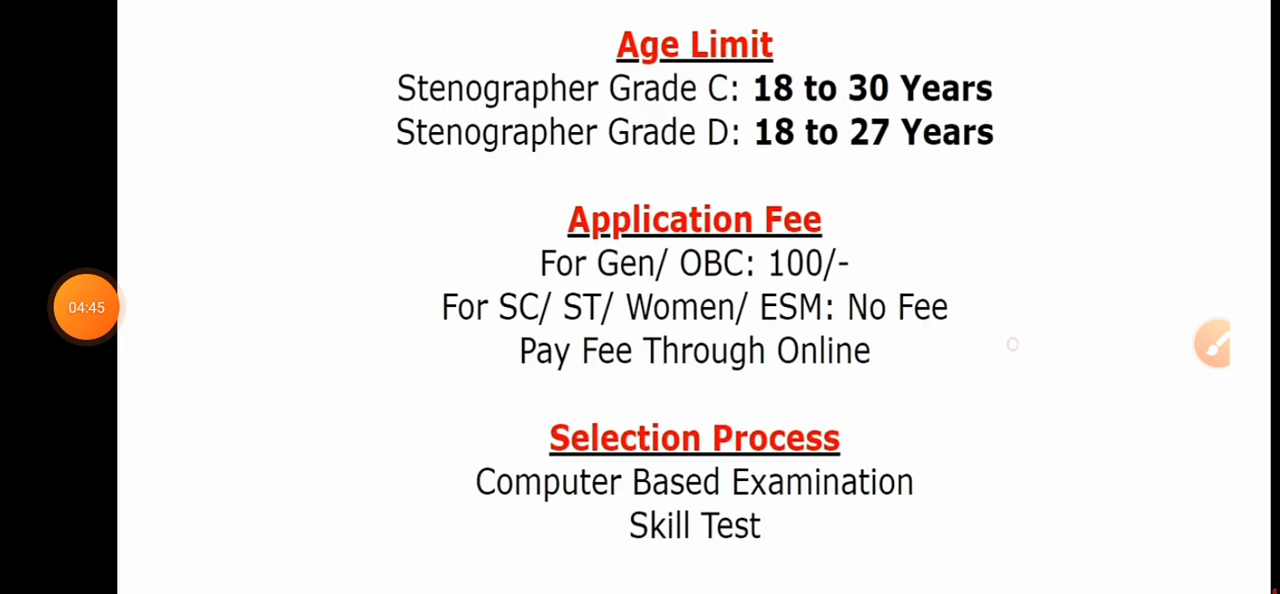 Age Limit
Stenographer Grade C: 18 to 30 Years
Stenographer Grade D: 18 to 27 Years
Application Fee
For Gen/ OBC: 100/-
For SC/ ST/ Women/ ESM: No Fee
04:45
Pay Fee Through Online
Selection Process
Computer Based Examination
Skill Test